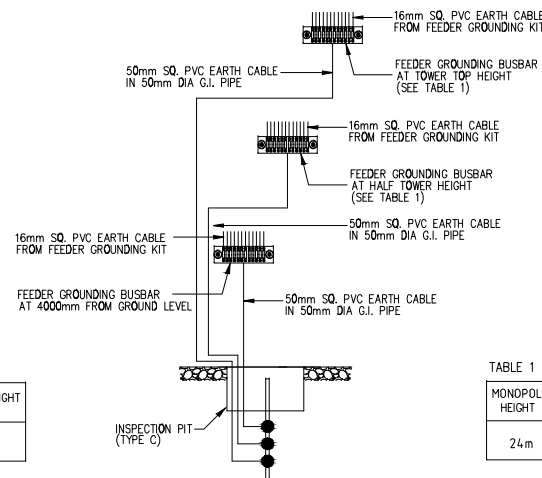 16mm SQ. PVC EARTH CABLE
FROM FEEDER GROUNDING KIT
50mm SQ. PVC EARTH CABLE
IN 50mm DIA G.I. PIPE
FEEDER GROUNDING BUSBAR
AT TOWER TOP HEIGHT
(SEE TABLE 1)
16mm SQ. PVC EARTH CABLE
FROM FEEDER GROUNDING KIT
FEEDER GROUNDING BUSBAR
AT HALF TOWER HEIGHT
(SEE TABLE 1)
50mm SQ. PVC EARTH CABLE
IN 50mm DIA G.I. PIPE
16mm SQ. PVC EARTH CABLE
FROM FEEDER GROUNDING KIT
FEEDER GROUNDING BUSBAR
AT 4000mm FROM GROUND LEVEL
50mm SQ. PVC EARTH CABLE
IN 50mm DIA G.I. PIPE
INSPECTION PIT
(TYPE C)
TABLE 1
MONOPOL
HEIGHT
24m